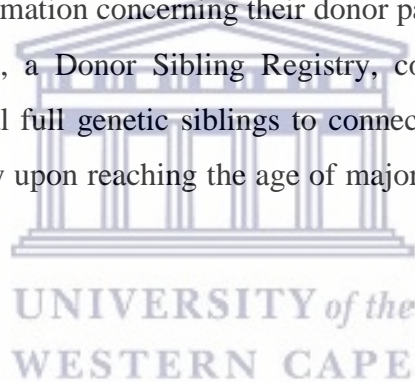 rmation concerning their donor pa
, a Donor Sibling Registry, co
l full genetic siblings to connec
y upon reaching the age of major
UNIVERSITY of the
WESTERN CAPE